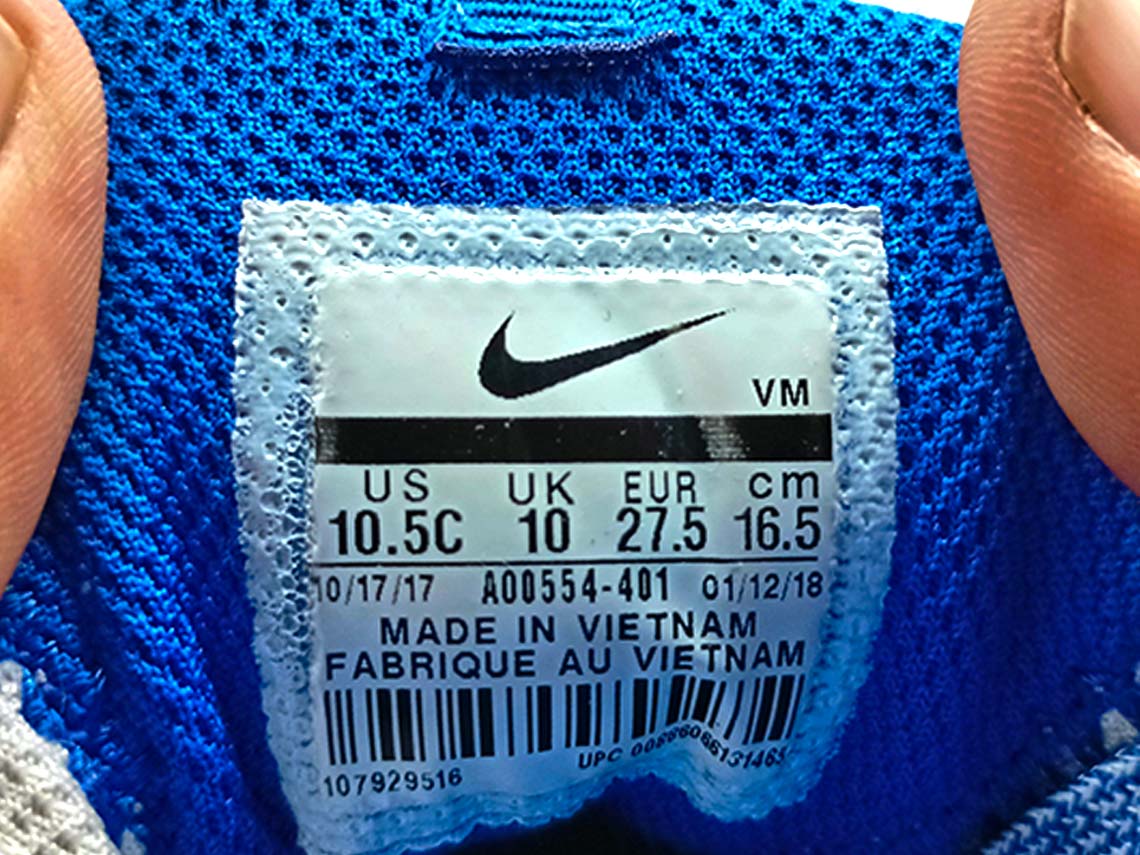 VM
US UK EUR cm
10.5C 10 27.5 16.5
10/17/17 A00554-401 01/12/18
MADE IN VIETNAM
FABRIQUE AU VIETNAM
107929516 UPC